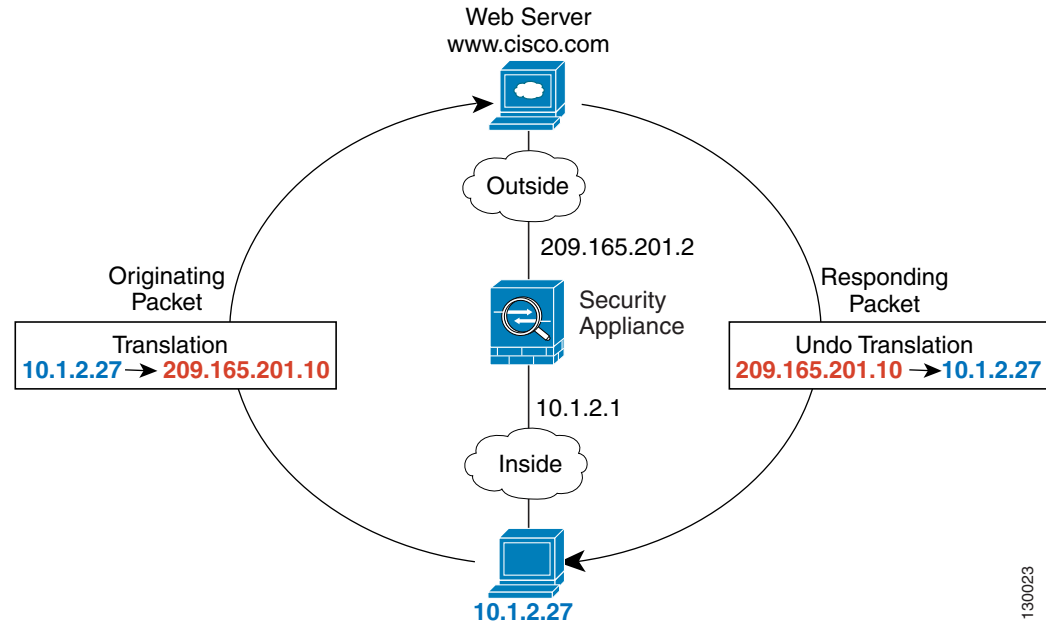 Web Server
www.cisco.com
Outside
209.165.201.2
Originating
Packet
Responding
Packet
Security
Appliance
Translation
10.1.2.27 → 209.165.201.10
Undo Translation
209.165.201.10 → 10.1.2.27
10.1.2.1
Inside
10.1.2.27
130023